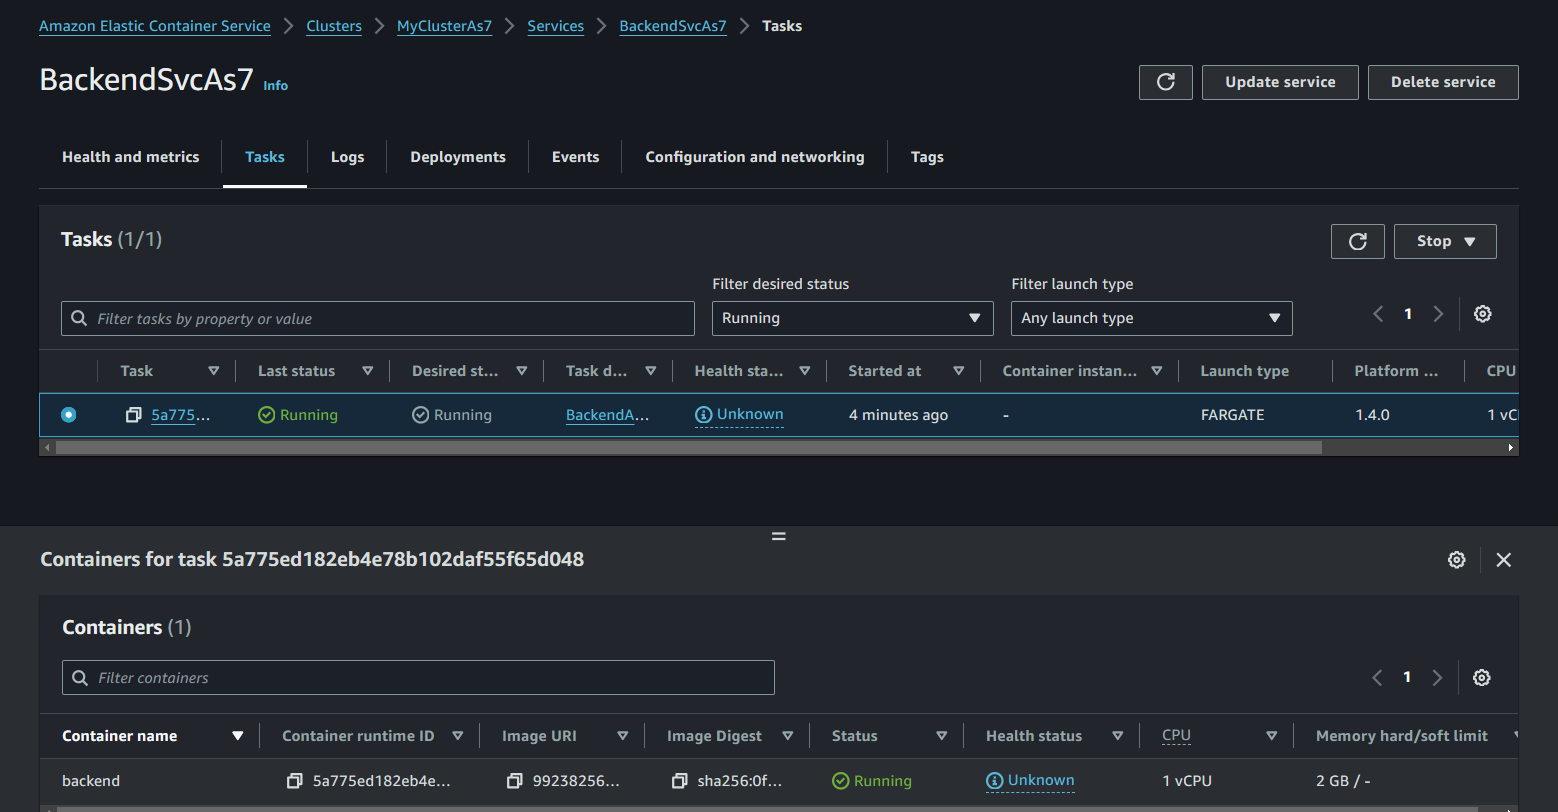 Amazon Elastic Container Service > Clusters > MyClusterAs7 > Services > BackendSvcAs7 > Tasks
BackendSvcAs7 Info
Update service Delete service
Health and metrics Tasks Logs Deployments Events Configuration and networking Tags
Tasks (1/1)
Stop
Filter desired status Filter launch type
Filter tasks by property or value Running Any launch type 1
Task Last status Desired st... Task d... Health sta... Started at Container instan... Launch type Platform ... CPU
5a775... Running Running BackendA... Unknown 4 minutes ago - FARGATE 1.4.0 1 vC
Containers for task 5a775ed182eb4e78b102daf55f65d048
Containers (1)
Filter containers 1
Container name Container runtime ID Image URI Image Digest Status Health status CPU Memory hard/soft limit
backend 5a775ed182eb4e... 99238256... sha256:0f... Running Unknown 1 vCPU 2 GB / -